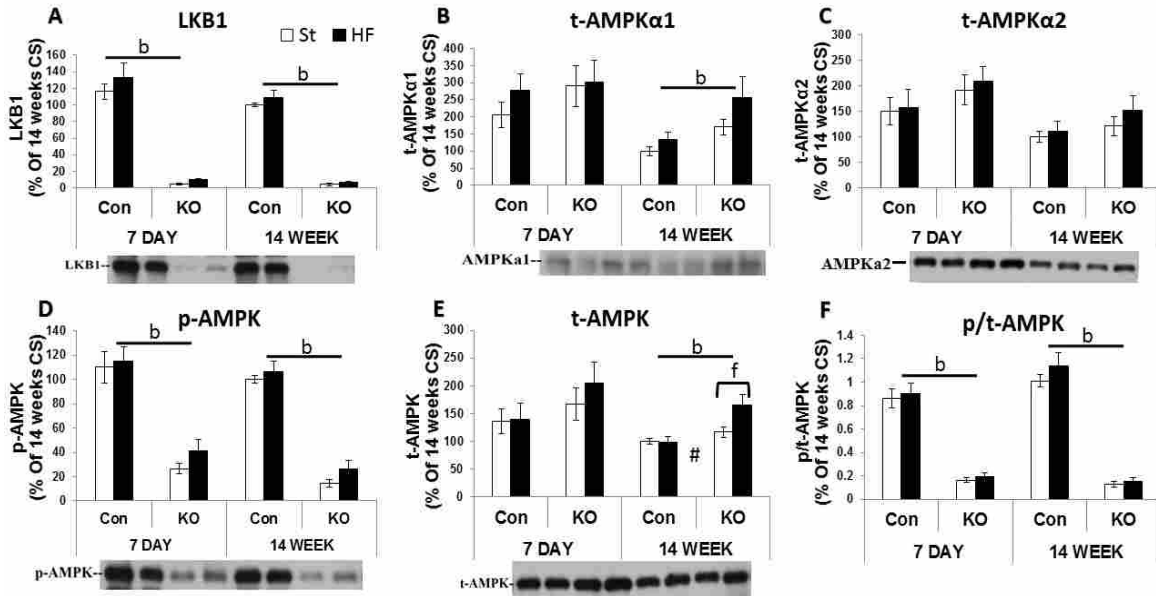 A
LKB1
St HF
LKB1
(% Of 14 weeks CS)
160
140
120
100
80
60
40
20
0
b
b
Con KO Con KO
7 DAY 14 WEEK
LKB1--
B
t-AMPKα1
t-AMPKα1
(% Of 14 weeks CS)
400
350
300
250
200
150
100
50
0
b
Con KO Con KO
7 DAY 14 WEEK
AMPKa1--
C
t-AMPKα2
t-AMPKα2
(% Of 14 weeks CS)
300
250
200
150
100
50
0
Con KO Con KO
7 DAY 14 WEEK
AMPKa2
D
p-AMPK
p-AMPK
(% Of 14 weeks CS)
140
120
100
80
60
40
20
0
b
b
Con KO Con KO
7 DAY 14 WEEK
p-AMPK--
E
t-AMPK
t-AMPK
(% Of 14 weeks CS)
300
250
200
150
100
50
0
b
f
#
Con KO Con KO
7 DAY 14 WEEK
t-AMPK--
F
p/t-AMPK
p/t-AMPK
(% Of 14 weeks CS)
1.4
1.2
1
0.8
0.6
0.4
0.2
0
b
b
Con KO Con KO
7 DAY 14 WEEK